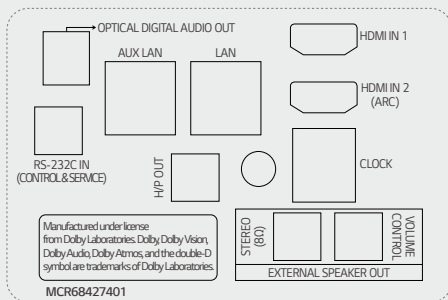 OPTICAL DIGITAL AUDIO OUT
AUX LAN
LAN
HDMI IN 1
HDMI IN 2
(ARC)
RS-232C IN
(CONTROL & SERVICE)
H/P OUT
CLOCK
STEREO
(8Ω)
VOLUME
CONTROL
EXTERNAL SPEAKER OUT
Manufactured under license
from Dolby Laboratories. Dolby, Dolby Vision,
Dolby Audio, Dolby Atmos, and the double-D
symbol are trademarks of Dolby Laboratories.
MCR68427401